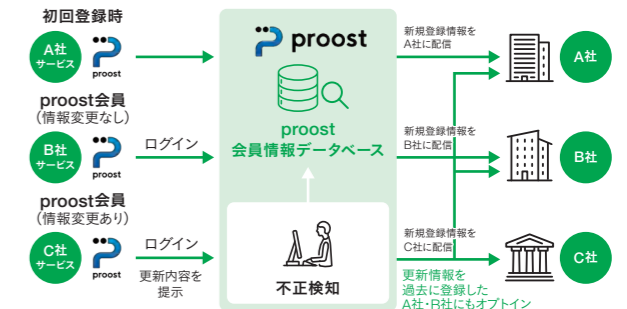 初回登録時
A社
サービス
proost
proost
proost
会員情報データベース
新規登録情報を
A社に配信
A社
proost会員
（情報変更なし）
B社
サービス
proost
ログイン
新規登録情報を
B社に配信
B社
proost会員
（情報変更あり）
C社
サービス
proost
ログイン
更新内容を
提示
不正検知
新規登録情報を
C社に配信
C社
更新情報を
過去に登録した
A社・B社にもオプトイン